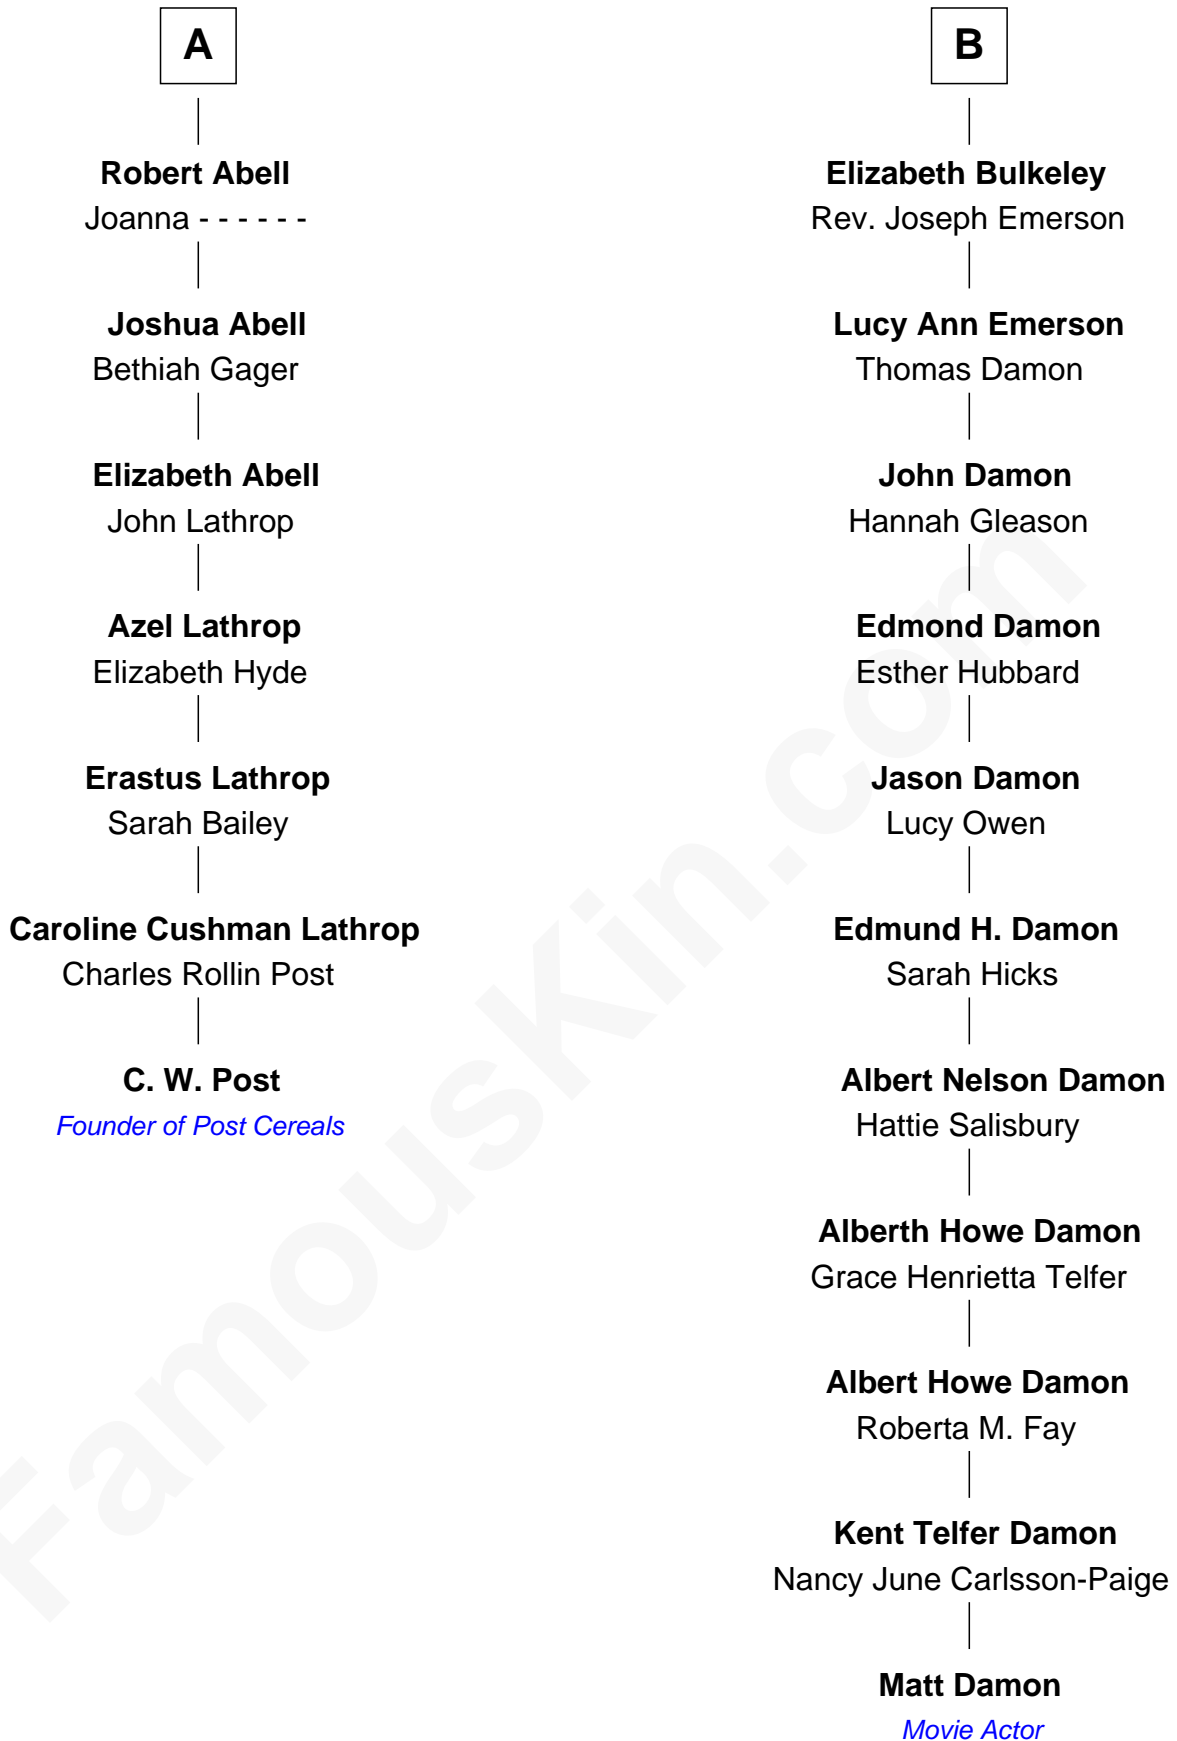 A
Robert Abell
Joanna - - - - - -
Joshua Abell
Bethiah Gager
Elizabeth Abell
John Lathrop
Azel Lathrop
Elizabeth Hyde
Erastus Lathrop
Sarah Bailey
Caroline Cushman Lathrop
Charles Rollin Post
C. W. Post
Founder of Post Cereals
B
Elizabeth Bulkeley
Rev. Joseph Emerson
Lucy Ann Emerson
Thomas Damon
John Damon
Hannah Gleason
Edmond Damon
Esther Hubbard
Jason Damon
Lucy Owen
Edmund H. Damon
Sarah Hicks
Albert Nelson Damon
Hattie Salisbury
Alberth Howe Damon
Grace Henrietta Telfer
Albert Howe Damon
Roberta M. Fay
Kent Telfer Damon
Nancy June Carlsson-Paige
Matt Damon
Movie Actor
FamousKin.com